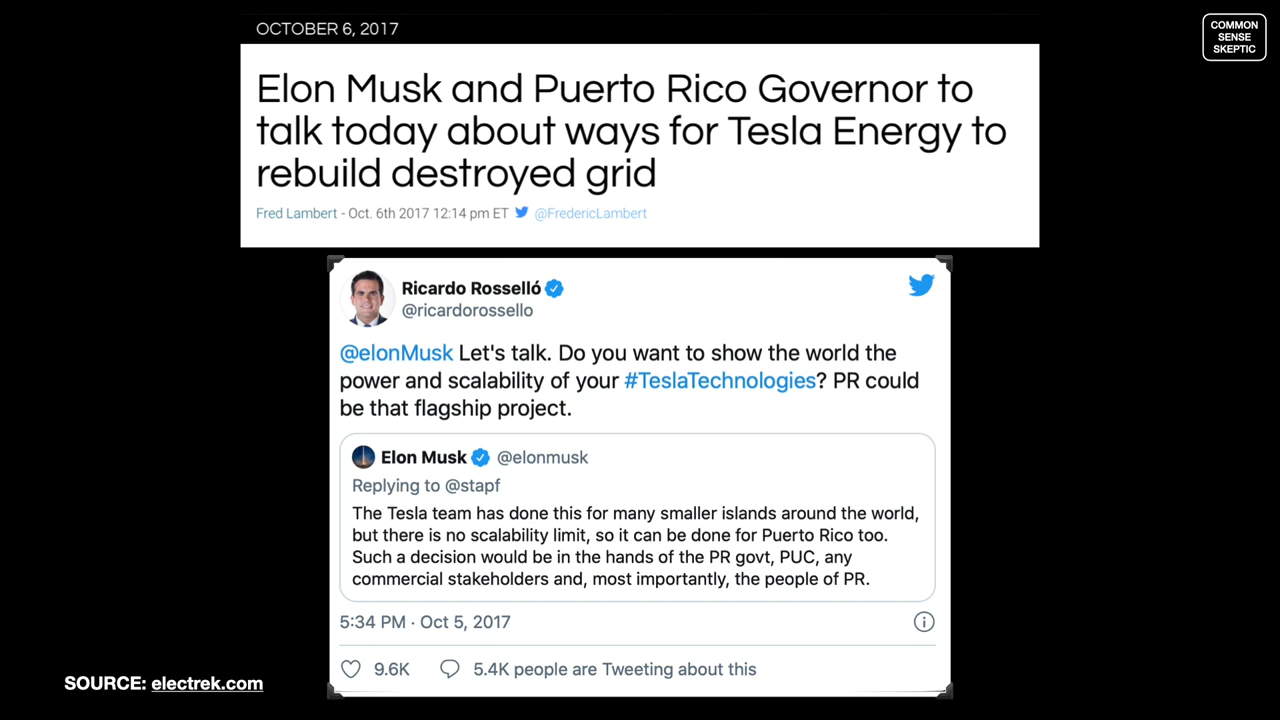 OCTOBER 6, 2017
COMMON
SENSE
SKEPTIC
Elon Musk and Puerto Rico Governor to
talk today about ways for Tesla Energy to
rebuild destroyed grid
Fred Lambert - Oct. 6th 2017 12:14 pm ET @FredericLambert
Ricardo Rosselló
@ricardorossello
@elonMusk Let's talk. Do you want to show the world the
power and scalability of your #TeslaTechnologies? PR could
be that flagship project.
Elon Musk @elonmusk
Replying to @stapf
The Tesla team has done this for many smaller islands around the world,
but there is no scalability limit, so it can be done for Puerto Rico too.
Such a decision would be in the hands of the PR govt, PUC, any
commercial stakeholders and, most importantly, the people of PR.
5:34 PM · Oct 5, 2017
9.6K 5.4K people are Tweeting about this
SOURCE: electrek.com